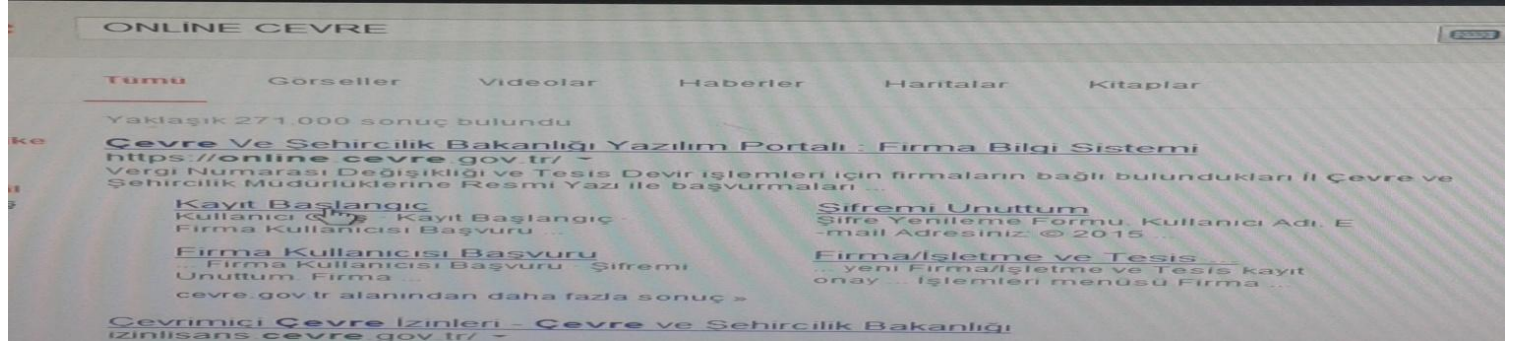 ONLİNE CEVRE
Tümü Görseller Videolar Haberler Haritalar Kitaplar
Yaklaşık 271.000 sonuç bulundu
Çevre Ve Şehircilik Bakanlığı Yazılım Portalı : Firma Bilgi Sistemi
https://online.cevre.gov.tr/
Vergi Numarası Değişikliği ve Tesis Devir işlemleri için firmaların bağlı bulundukları İl Çevre ve
Şehircilik Müdürlüklerine Resmi Yazı ile başvurmaları ...
Kayıt Başlangıç
Kullanıcı Kayıt Başlangıç
Firma Kullanıcısı Başvuru ...
Şifremi Unuttum
Şifre Yenileme Formu. Kullanıcı Adı. E
-mail Adresiniz. © 2015 ...
Firma Kullanıcısı Başvuru
... Firma Kullanıcısı Başvuru · Şifremi
Unuttum. Firma ...
Firma/İşletme ve Tesis ...
... yeni Firma/İşletme ve Tesis kayıt
onay ... İşlemleri menüsü Firma ...
cevre.gov.tr alanından daha fazla sonuç »
Çevrimiçi Çevre İzinleri - Çevre ve Şehircilik Bakanlığı
izinlisans.cevre.gov.tr/